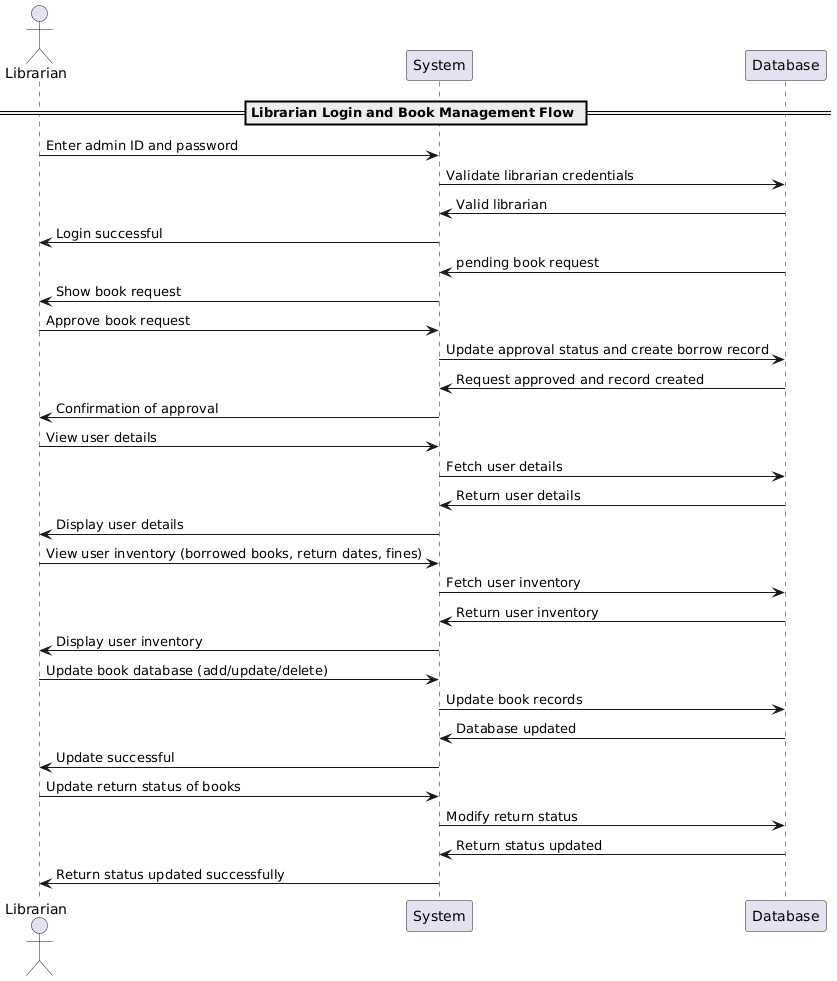 Librarian
System
Database
Librarian Login and Book Management Flow
Enter admin ID and password
Validate librarian credentials
Valid librarian
Login successful
pending book request
Show book request
Approve book request
Update approval status and create borrow record
Request approved and record created
Confirmation of approval
View user details
Fetch user details
Return user details
Display user details
View user inventory (borrowed books, return dates, fines)
Fetch user inventory
Return user inventory
Display user inventory
Update book database (add/update/delete)
Update book records
Database updated
Update successful
Update return status of books
Modify return status
Return status updated
Return status updated successfully
Librarian
System
Database